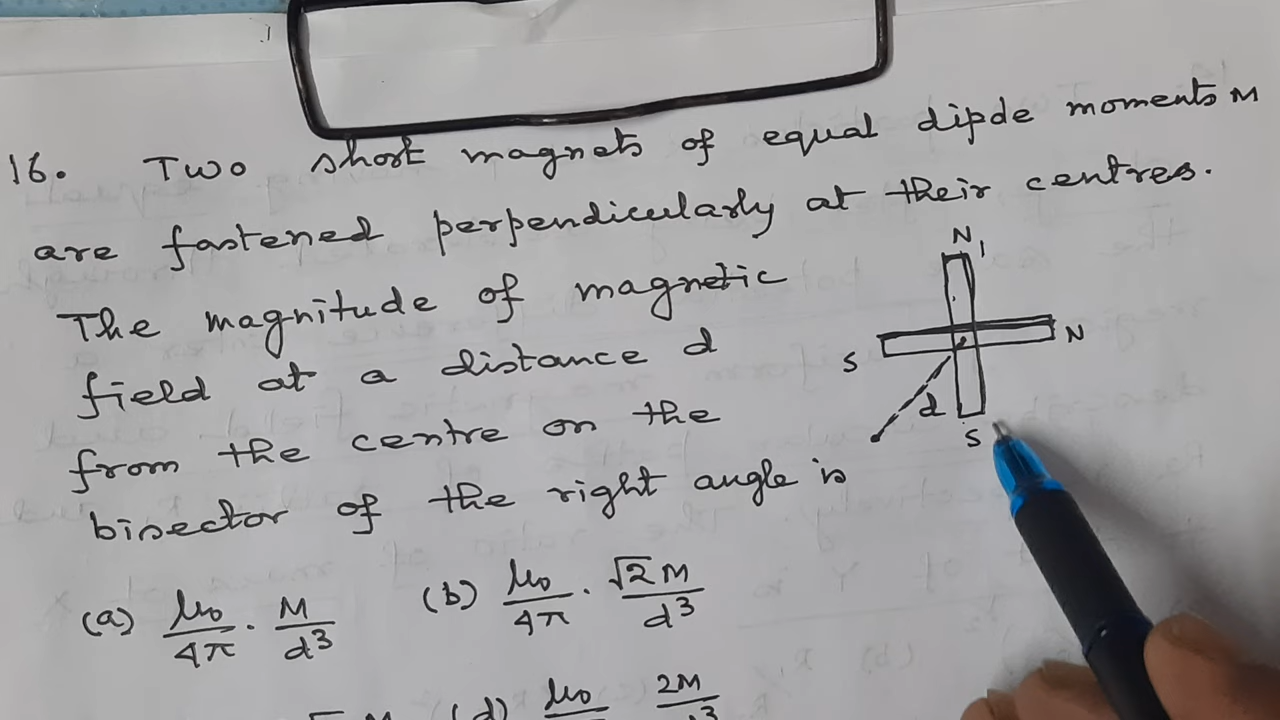 16. Two short magnets of equal dipole moments M
are fastened perpendicularly at their centres.
The magnitude of magnetic
field at a distance d
from the centre on the
bisector of the right angle is
N
S
N
d
S
(a) μ₀/4π · M/d³ (b) μ₀/4π · √2M/d³
(d) μ₀ 2M